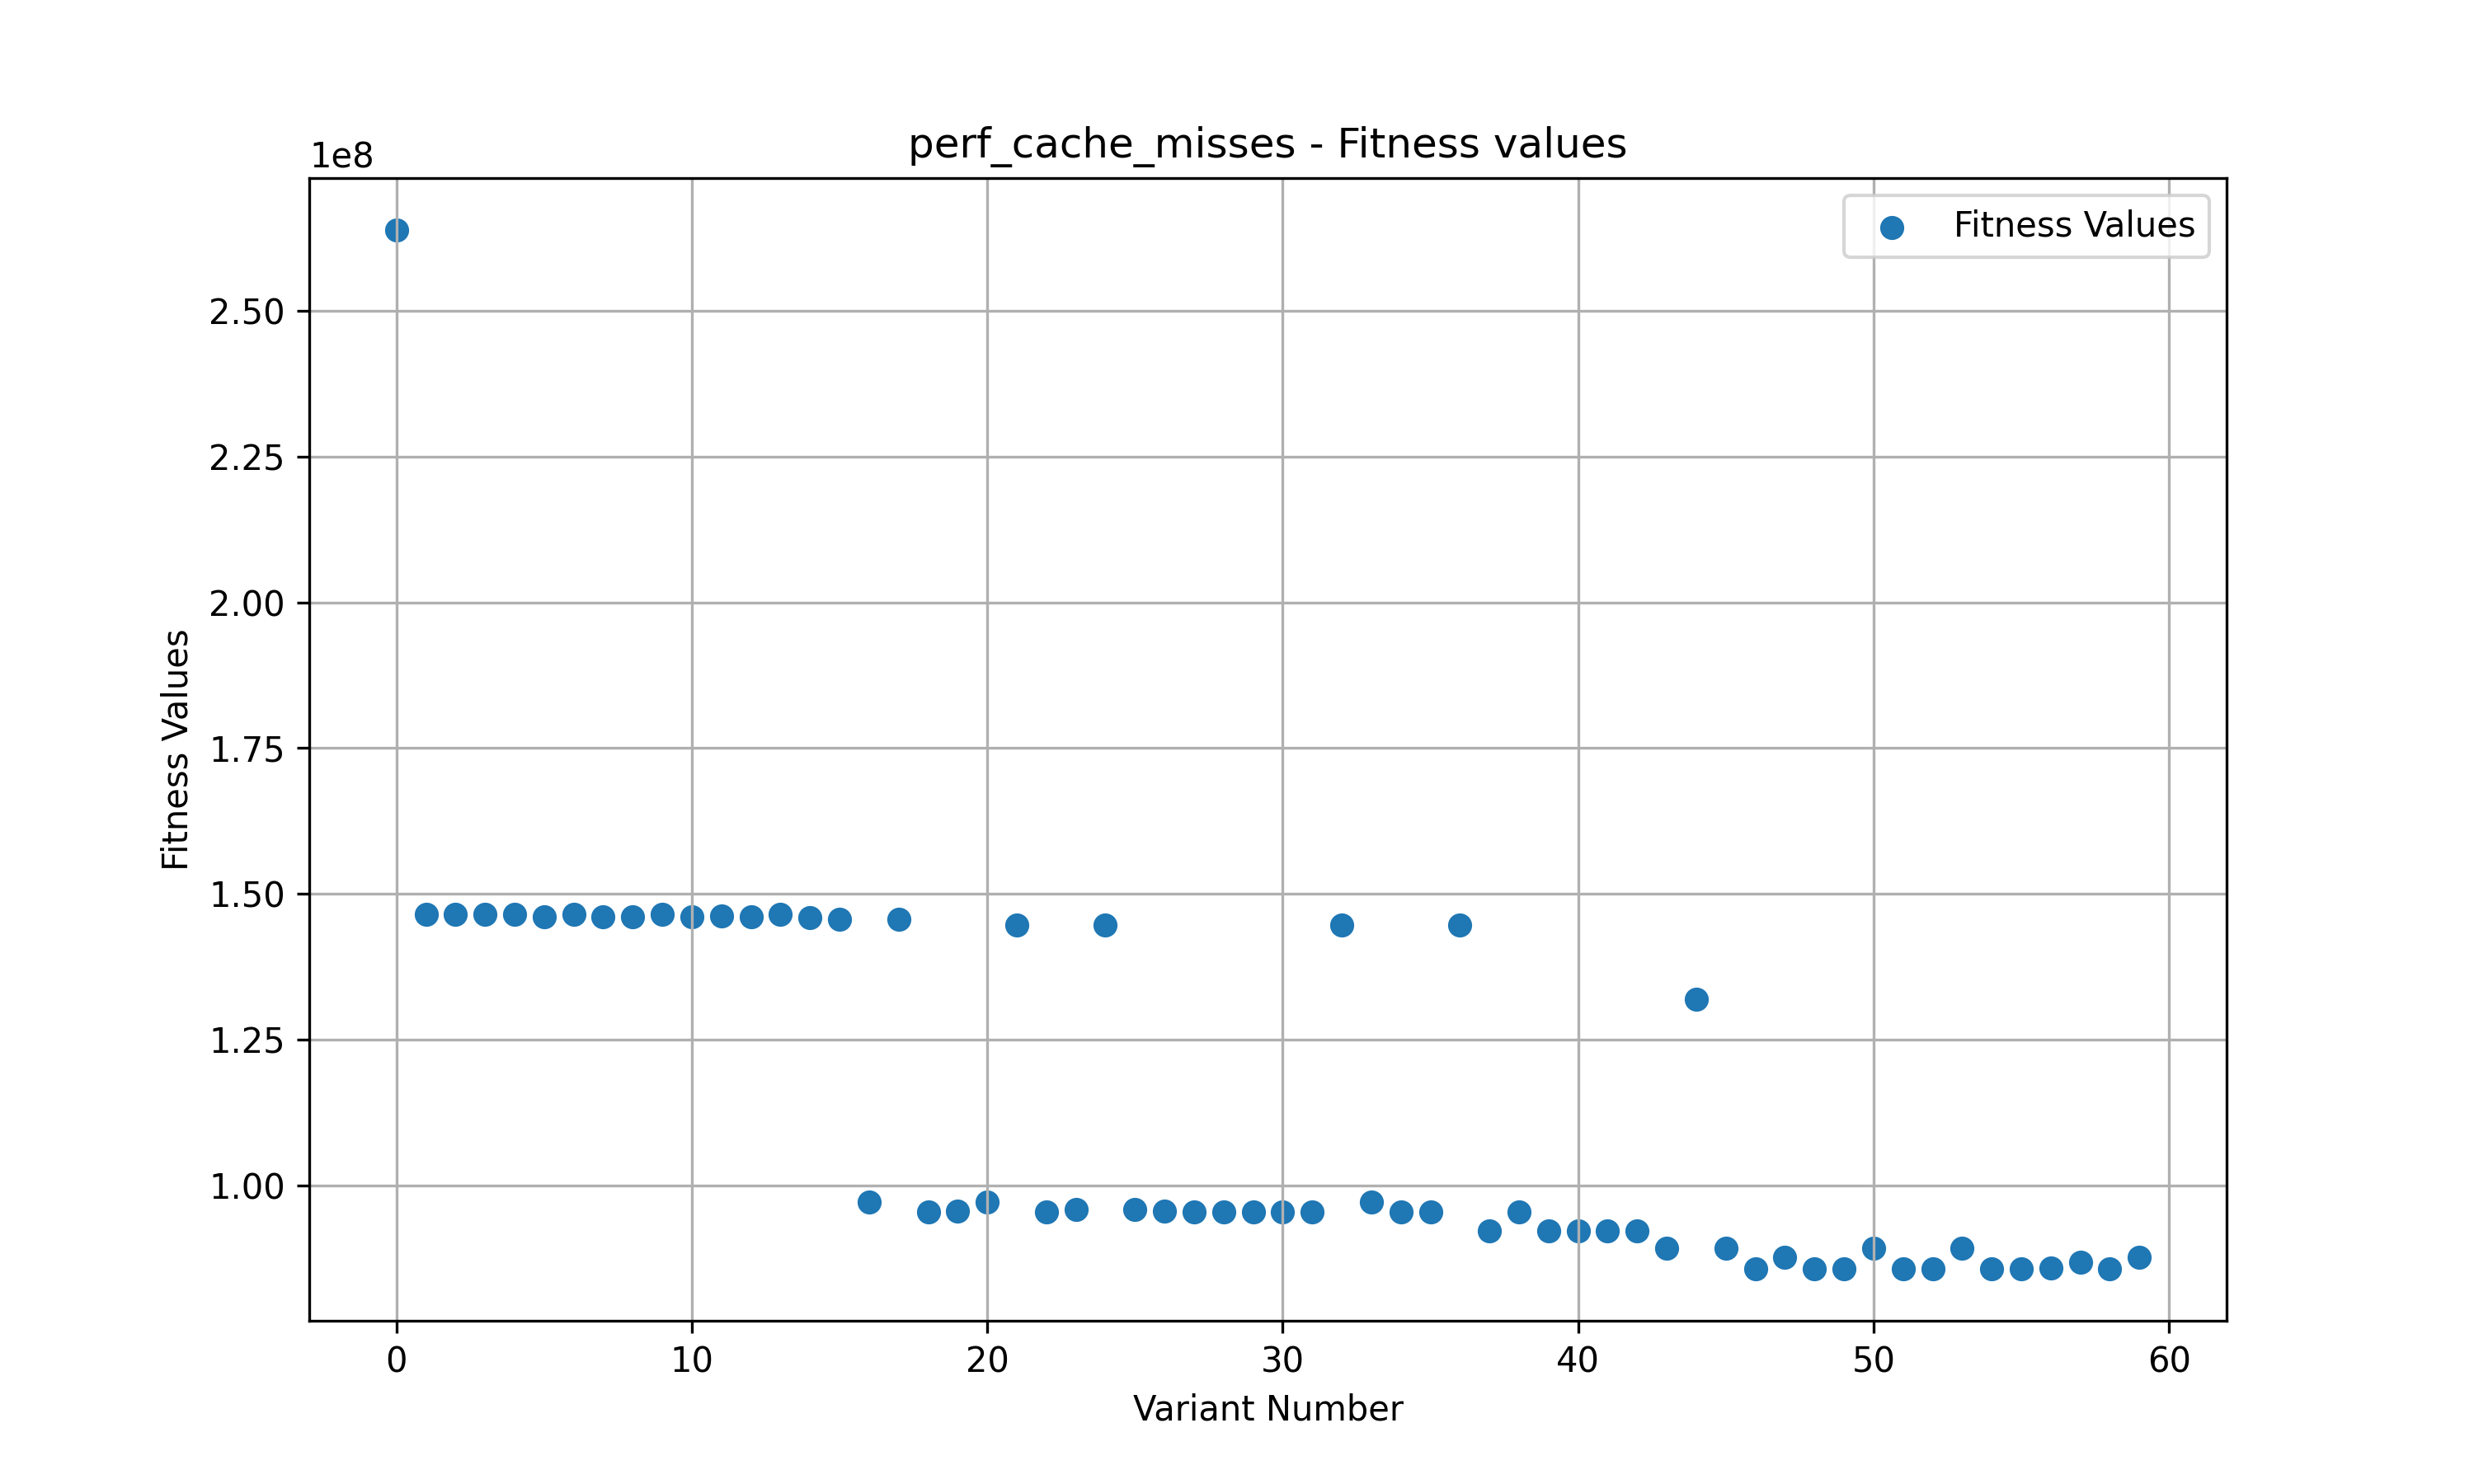 perf_cache_misses - Fitness values
1e8
Fitness Values
2.50
2.25
2.00
1.75
1.50
1.25
1.00
Fitness Values
0 10 20 30 40 50 60
Variant Number